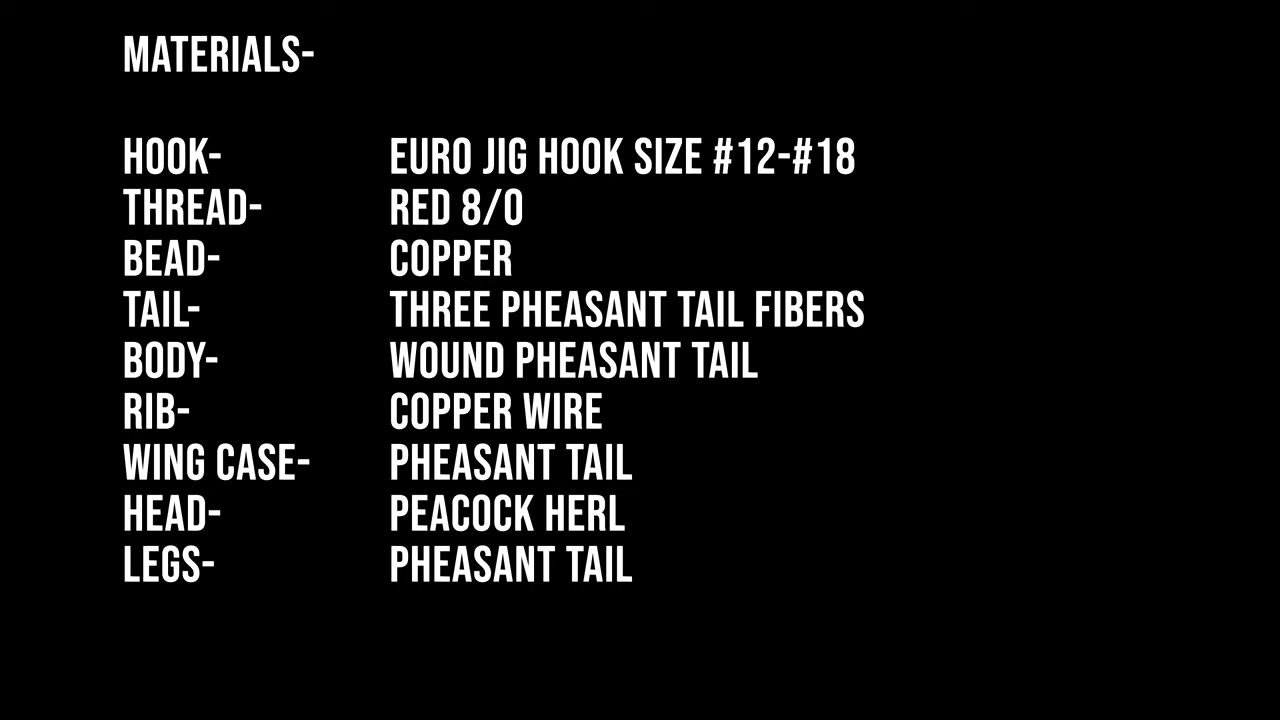 MATERIALS-
HOOK- EURO JIG HOOK SIZE #12-#18
THREAD- RED 8/0
BEAD- COPPER
TAIL- THREE PHEASANT TAIL FIBERS
BODY- WOUND PHEASANT TAIL
RIB- COPPER WIRE
WING CASE- PHEASANT TAIL
HEAD- PEACOCK HERL
LEGS- PHEASANT TAIL